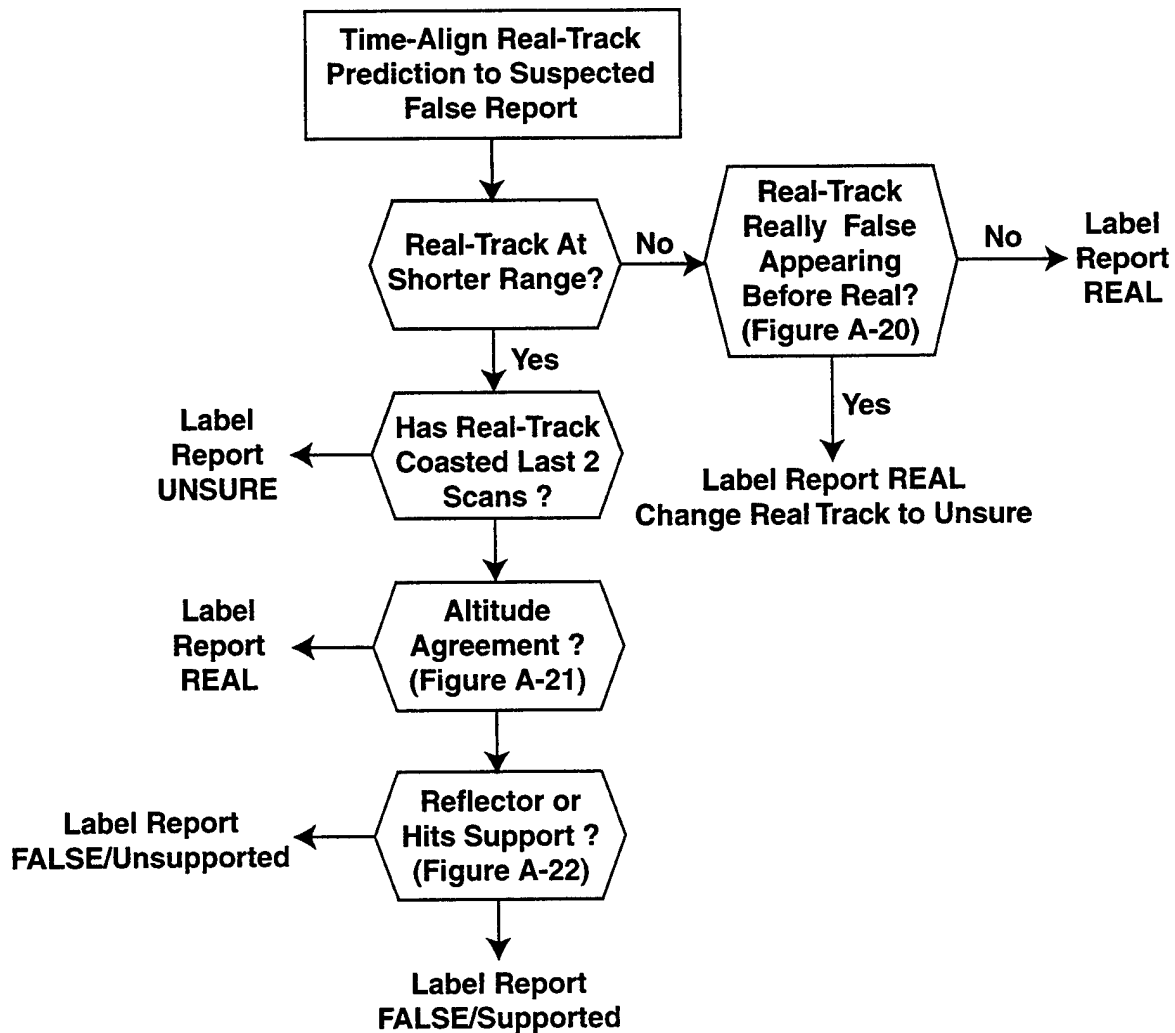 Time-Align Real-Track
Prediction to Suspected
False Report
Real-Track At
Shorter Range?
No
Real-Track
Really False
Appearing
Before Real?
(Figure A-20)
No
Label
Report
REAL
Yes
Yes
Label Report REAL
Change Real Track to Unsure
Has Real-Track
Coasted Last 2
Scans ?
Label
Report
UNSURE
Altitude
Agreement ?
(Figure A-21)
Label
Report
REAL
Reflector or
Hits Support ?
(Figure A-22)
Label Report
FALSE/Unsupported
Label Report
FALSE/Supported